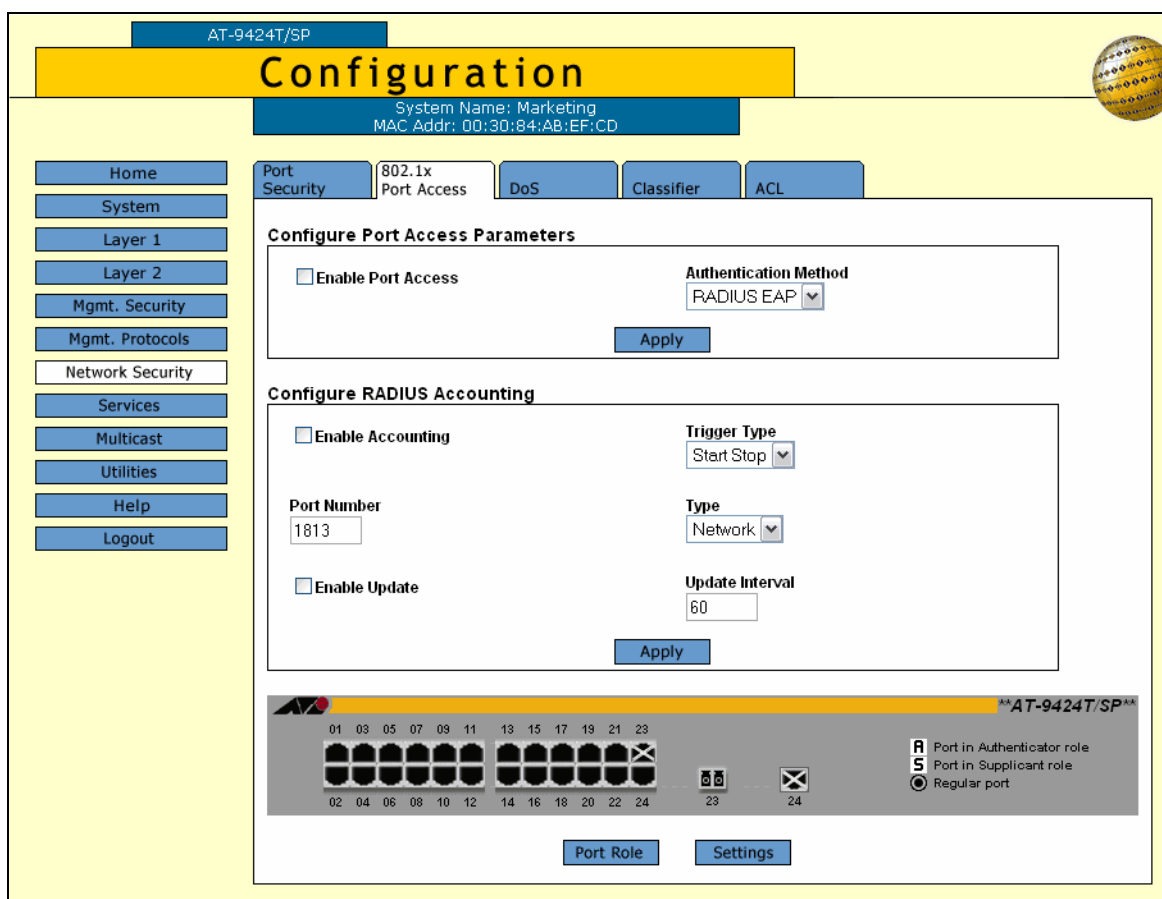 AT-9424T/SP
Configuration
System Name: Marketing
MAC Addr: 00:30:84:AB:EF:CD
Home
System
Layer 1
Layer 2
Mgmt. Security
Mgmt. Protocols
Network Security
Services
Multicast
Utilities
Help
Logout
Port Security
802.1x Port Access
DoS
Classifier
ACL
Configure Port Access Parameters
Enable Port Access
Authentication Method
RADIUS EAP
Apply
Configure RADIUS Accounting
Enable Accounting
Trigger Type
Start Stop
Port Number
1813
Type
Network
Enable Update
Update Interval
60
Apply
**AT-9424T/SP**
01 03 05 07 09 11 13 15 17 19 21 23
02 04 06 08 10 12 14 16 18 20 22 24 23 24
A Port in Authenticator role
S Port in Supplicant role
Regular port
Port Role
Settings